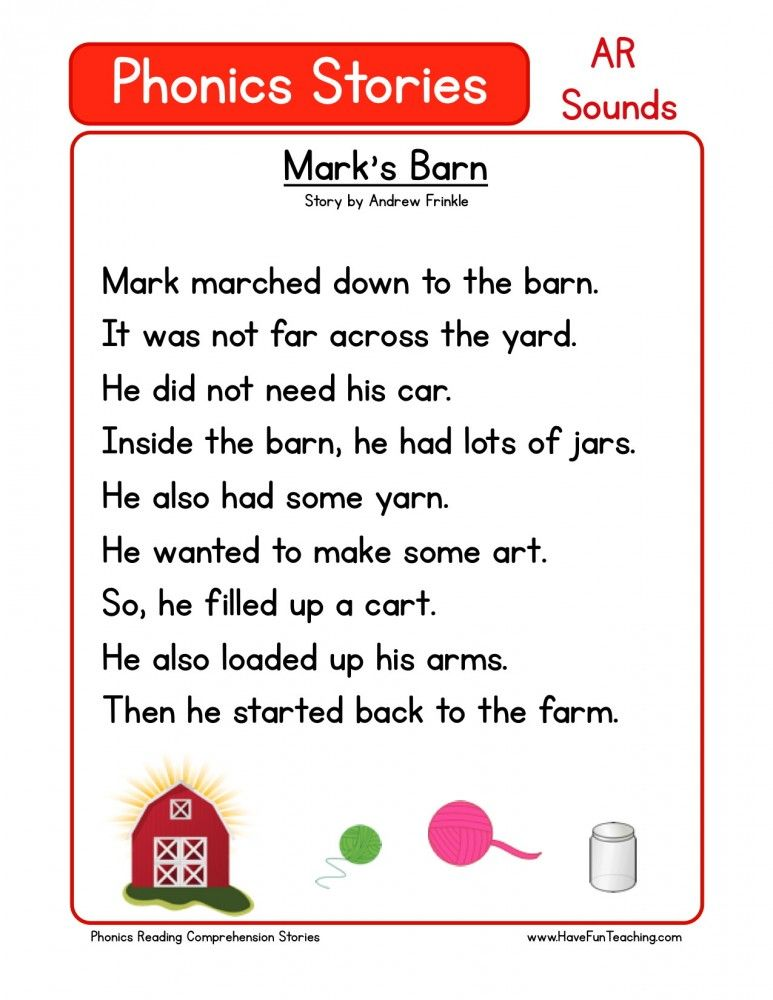 Phonics Stories
AR
Sounds
Mark's Barn
Story by Andrew Frinkle
Mark marched down to the barn.
It was not far across the yard.
He did not need his car.
Inside the barn, he had lots of jars.
He also had some yarn.
He wanted to make some art.
So, he filled up a cart.
He also loaded up his arms.
Then he started back to the farm.
Phonics Reading Comprehension Stories
www.HaveFunTeaching.com